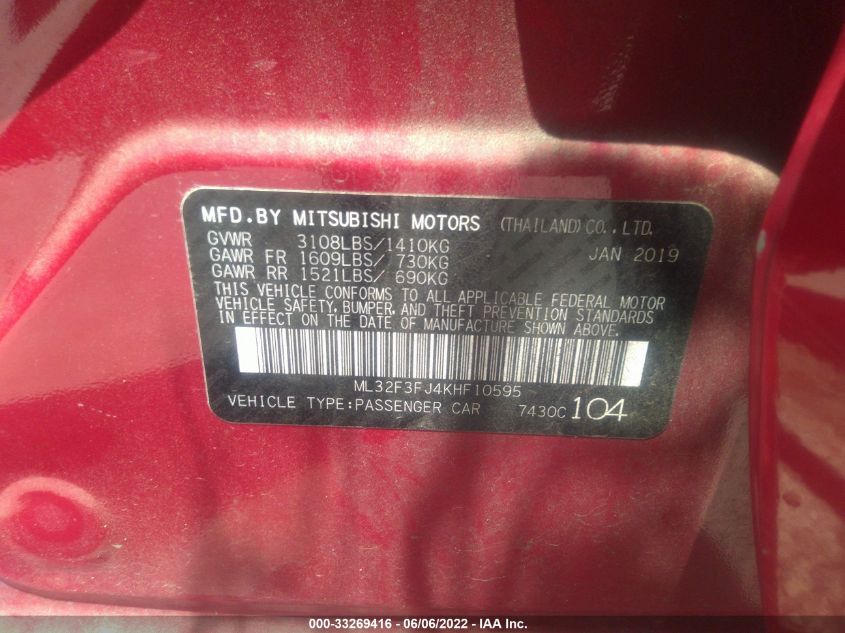 MFD.BY MITSUBISHI MOTORS (THAILAND)CO.,LTD.
GVWR 3108LBS/1410KG JAN 2019
GAWR FR 1609LBS/ 730KG
GAWR RR 1521LBS/ 690KG
THIS VEHICLE CONFORMS TO ALL APPLICABLE FEDERAL MOTOR
VEHICLE SAFETY, BUMPER, AND THEFT PREVENTION STANDARDS
IN EFFECT ON THE DATE OF MANUFACTURE SHOWN ABOVE.
ML32F3FJ4KHF10595
VEHICLE TYPE:PASSENGER CAR 7430C 104
000-33269416 - 06/06/2022 - IAA Inc.